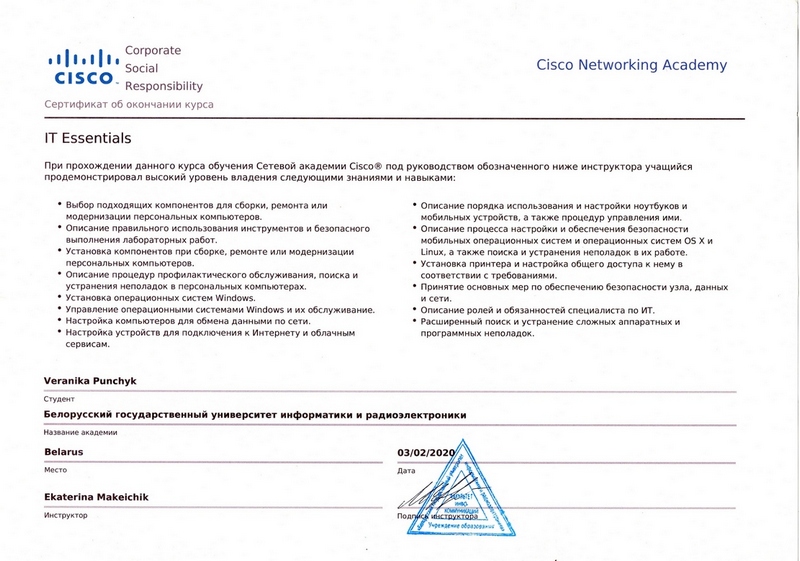 Corporate
Social
Responsibility
CISCO
Cisco Networking Academy
Сертификат об окончании курса
IT Essentials
При прохождении данного курса обучения Сетевой академии Cisco® под руководством обозначенного ниже инструктора учащийся
продемонстрировал высокий уровень владения следующими знаниями и навыками:
• Выбор подходящих компонентов для сборки, ремонта или
модернизации персональных компьютеров.
• Описание правильного использования инструментов и безопасного
выполнения лабораторных работ.
• Установка компонентов при сборке, ремонте или модернизации
персональных компьютеров.
• Описание процедур профилактического обслуживания, поиска и
устранения неполадок в персональных компьютерах.
• Установка операционных систем Windows.
• Управление операционными системами Windows и их обслуживание.
• Настройка компьютеров для обмена данными по сети.
• Настройка устройств для подключения к Интернету и облачным
сервисам.
• Описание порядка использования и настройки ноутбуков и
мобильных устройств, а также процедур управления ими.
• Описание процесса настройки и обеспечения безопасности
мобильных операционных систем и операционных систем OS X и
Linux, а также поиска и устранения неполадок в их работе.
• Установка принтера и настройка общего доступа к нему в
соответствии с требованиями.
• Принятие основных мер по обеспечению безопасности узла, данных
и сети.
• Описание ролей и обязанностей специалиста по ИТ.
• Расширенный поиск и устранение сложных аппаратных и
программных неполадок.
Veranika Punchyk
Студент
Белорусский государственный университет информатики и радиоэлектроники
Название академии
Belarus
Место
03/02/2020
Дата
Ekaterina Makeichik
Инструктор
Подпись инструктора
Учреждение образования